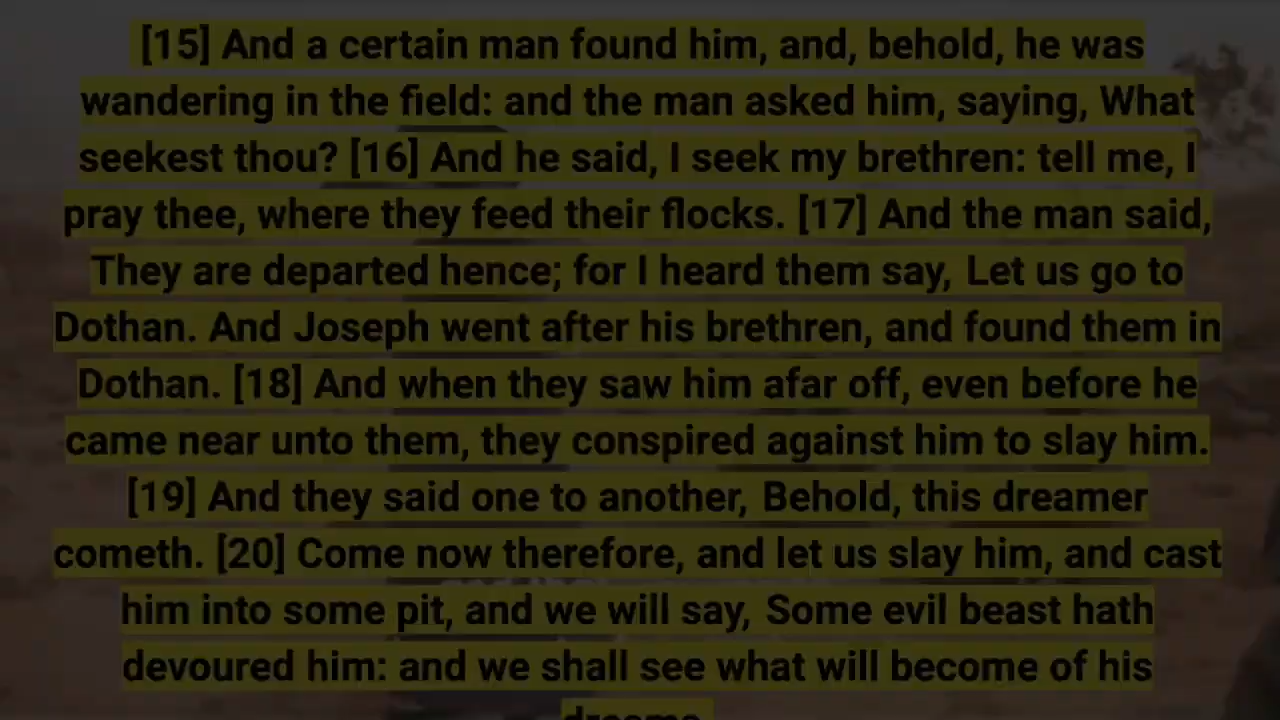 [15] And a certain man found him, and, behold, he was
wandering in the field: and the man asked him, saying, What
seekest thou? [16] And he said, I seek my brethren: tell me, I
pray thee, where they feed their flocks. [17] And the man said,
They are departed hence; for I heard them say, Let us go to
Dothan. And Joseph went after his brethren, and found them in
Dothan. [18] And when they saw him afar off, even before he
came near unto them, they conspired against him to slay him.
[19] And they said one to another, Behold, this dreamer
cometh. [20] Come now therefore, and let us slay him, and cast
him into some pit, and we will say, Some evil beast hath
devoured him: and we shall see what will become of his
dreams.